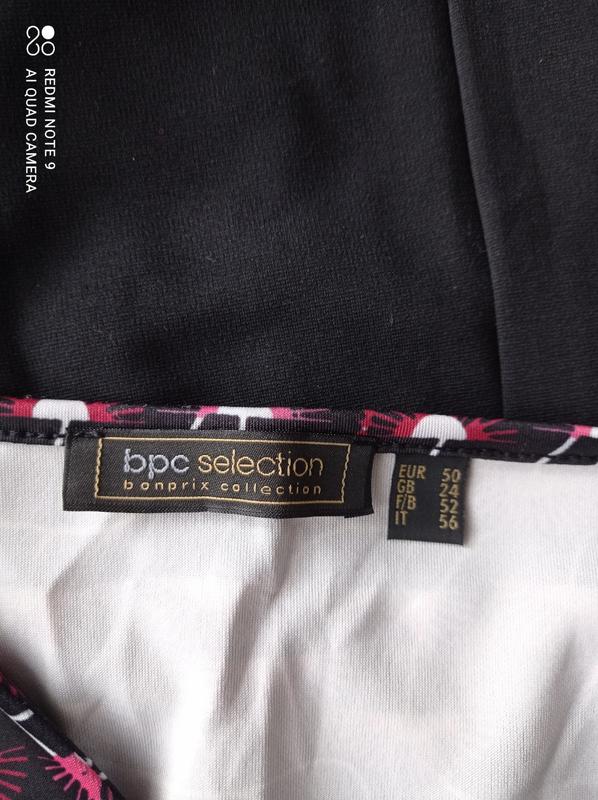 REDMI NOTE 9
AI QUAD CAMERA
bpc selection
bonprix collection
EUR 50
GB 24
F/B 52
IT 56